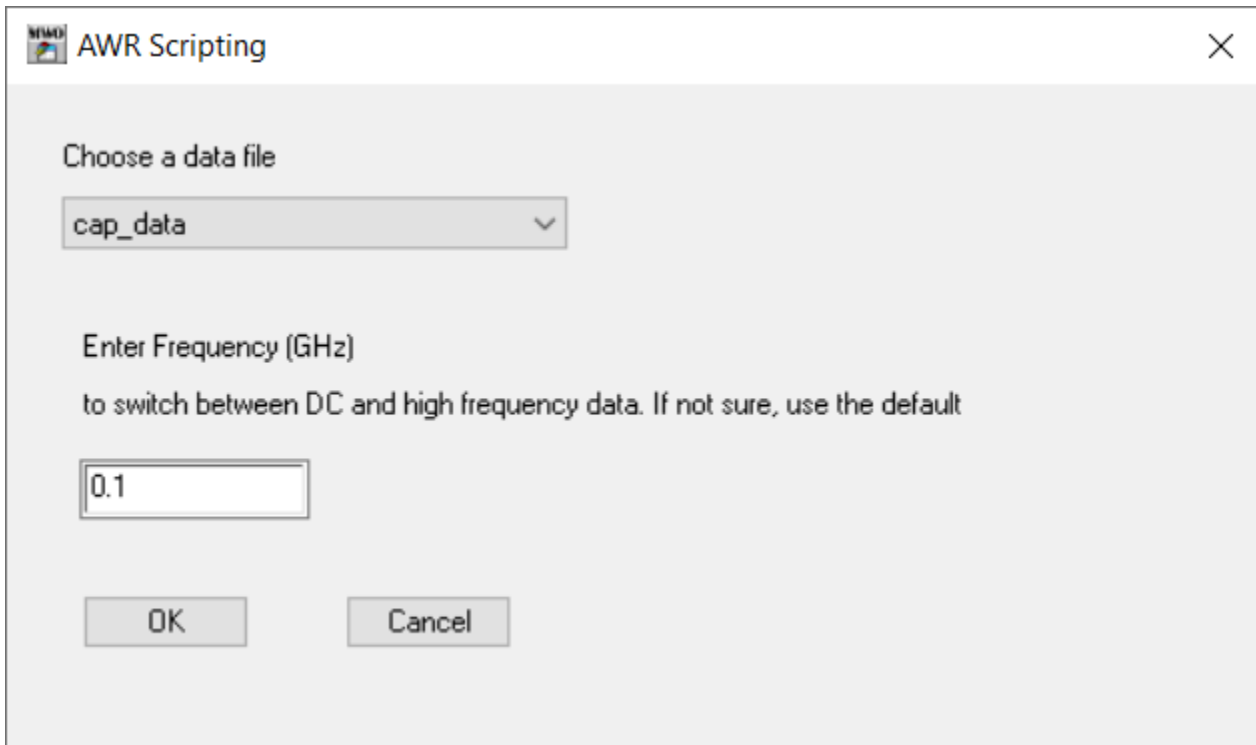 MWO
AWR Scripting
Choose a data file
cap_data
Enter Frequency (GHz)
to switch between DC and high frequency data. If not sure, use the default
0.1
OK
Cancel